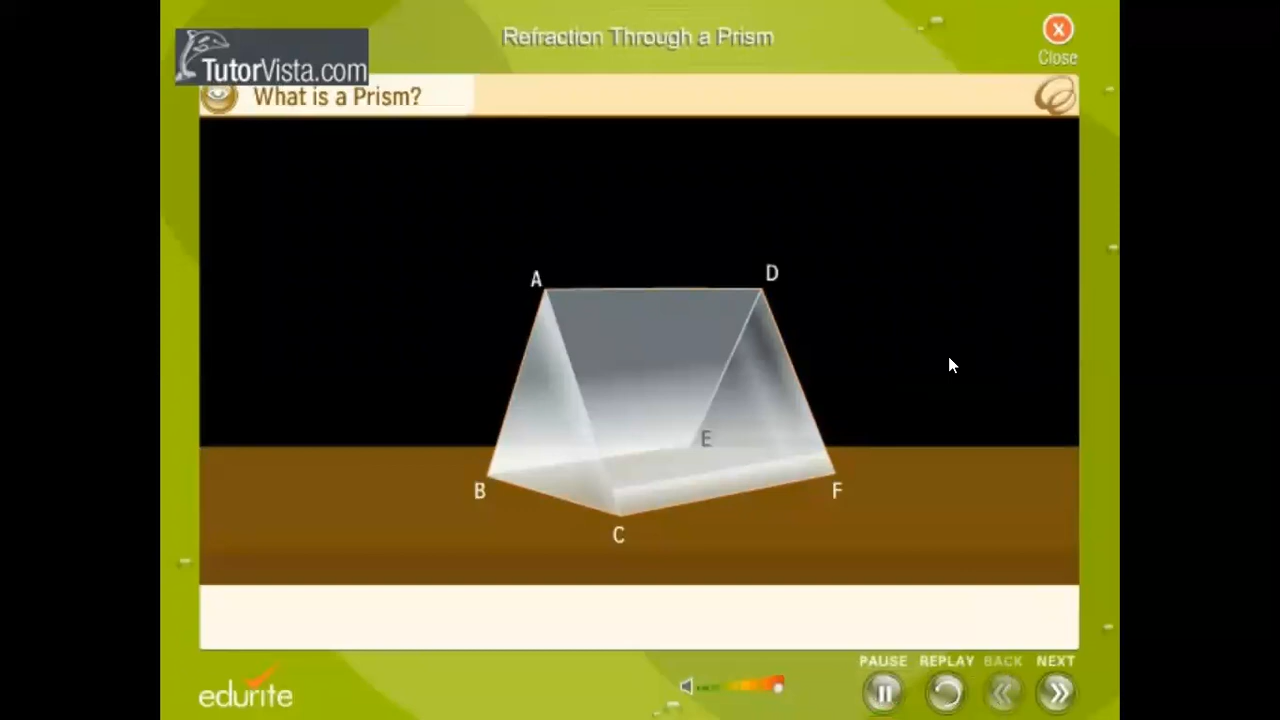 Refraction Through a Prism
Close
TutorVista.com
What is a Prism?
A
D
E
B
F
C
PAUSE REPLAY BACK NEXT
edurite